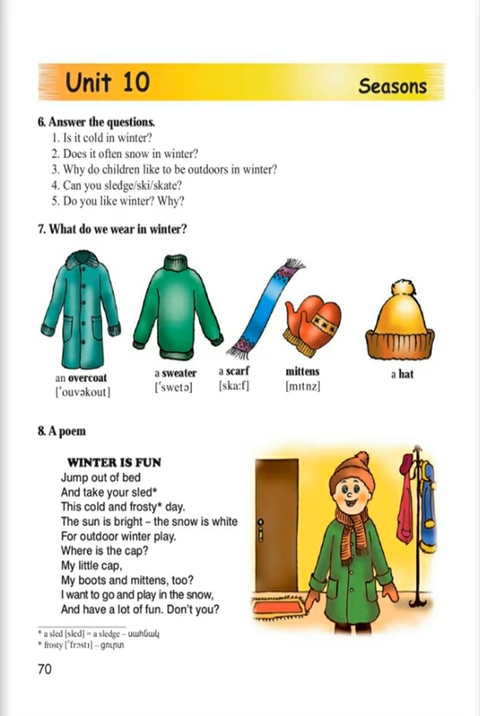 Unit 10
Seasons
6. Answer the questions.
1. Is it cold in winter?
2. Does it often snow in winter?
3. Why do children like to be outdoors in winter?
4. Can you sledge/ski/skate?
5. Do you like winter? Why?
7. What do we wear in winter?
an overcoat
[ˈouvəkout]
a sweater
[ˈswetə]
a scarf
[ska:f]
mittens
[mıtnz]
a hat
8. A poem
WINTER IS FUN
Jump out of bed
And take your sled*
This cold and frosty* day.
The sun is bright – the snow is white
For outdoor winter play.
Where is the cap?
My little cap,
My boots and mittens, too?
I want to go and play in the snow,
And have a lot of fun. Don't you?
* a sled [sled] = a sledge – սահնակ
* frosty [ˈfrɔstı] – ցուրտ
70